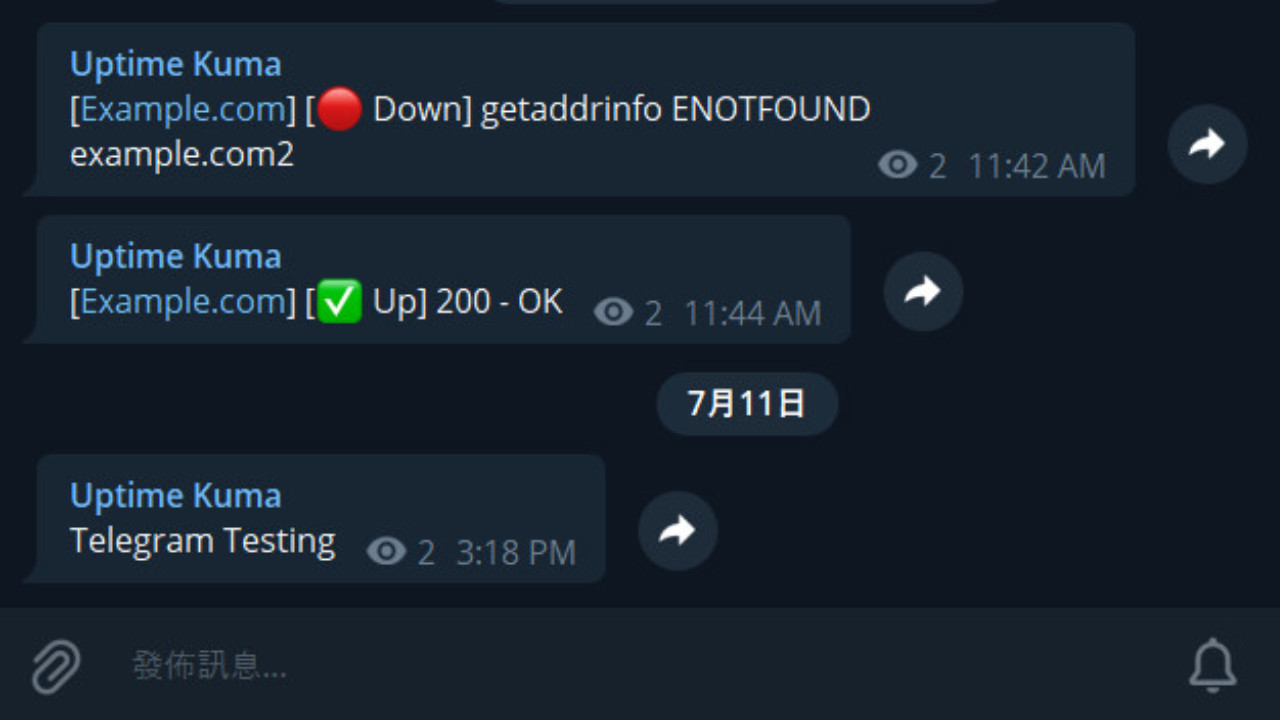 Uptime Kuma
[Example.com] [🔴 Down] getaddrinfo ENOTFOUND
example.com2
2 11:42 AM
Uptime Kuma
[Example.com] [✅ Up] 200 - OK 2 11:44 AM
7月11日
Uptime Kuma
Telegram Testing 2 3:18 PM
發佈訊息...